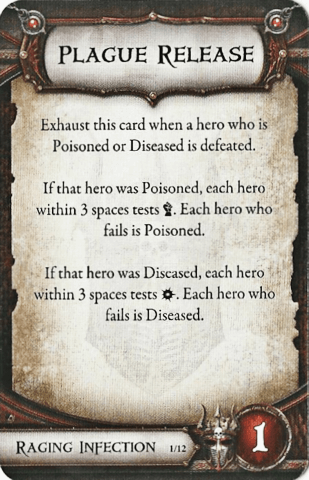 Plague Release
Exhaust this card when a hero who is
Poisoned or Diseased is defeated.
If that hero was Poisoned, each hero
within 3 spaces tests . Each hero who
fails is Poisoned.
If that hero was Diseased, each hero
within 3 spaces tests . Each hero who
fails is Diseased.
Raging Infection 1/12 1